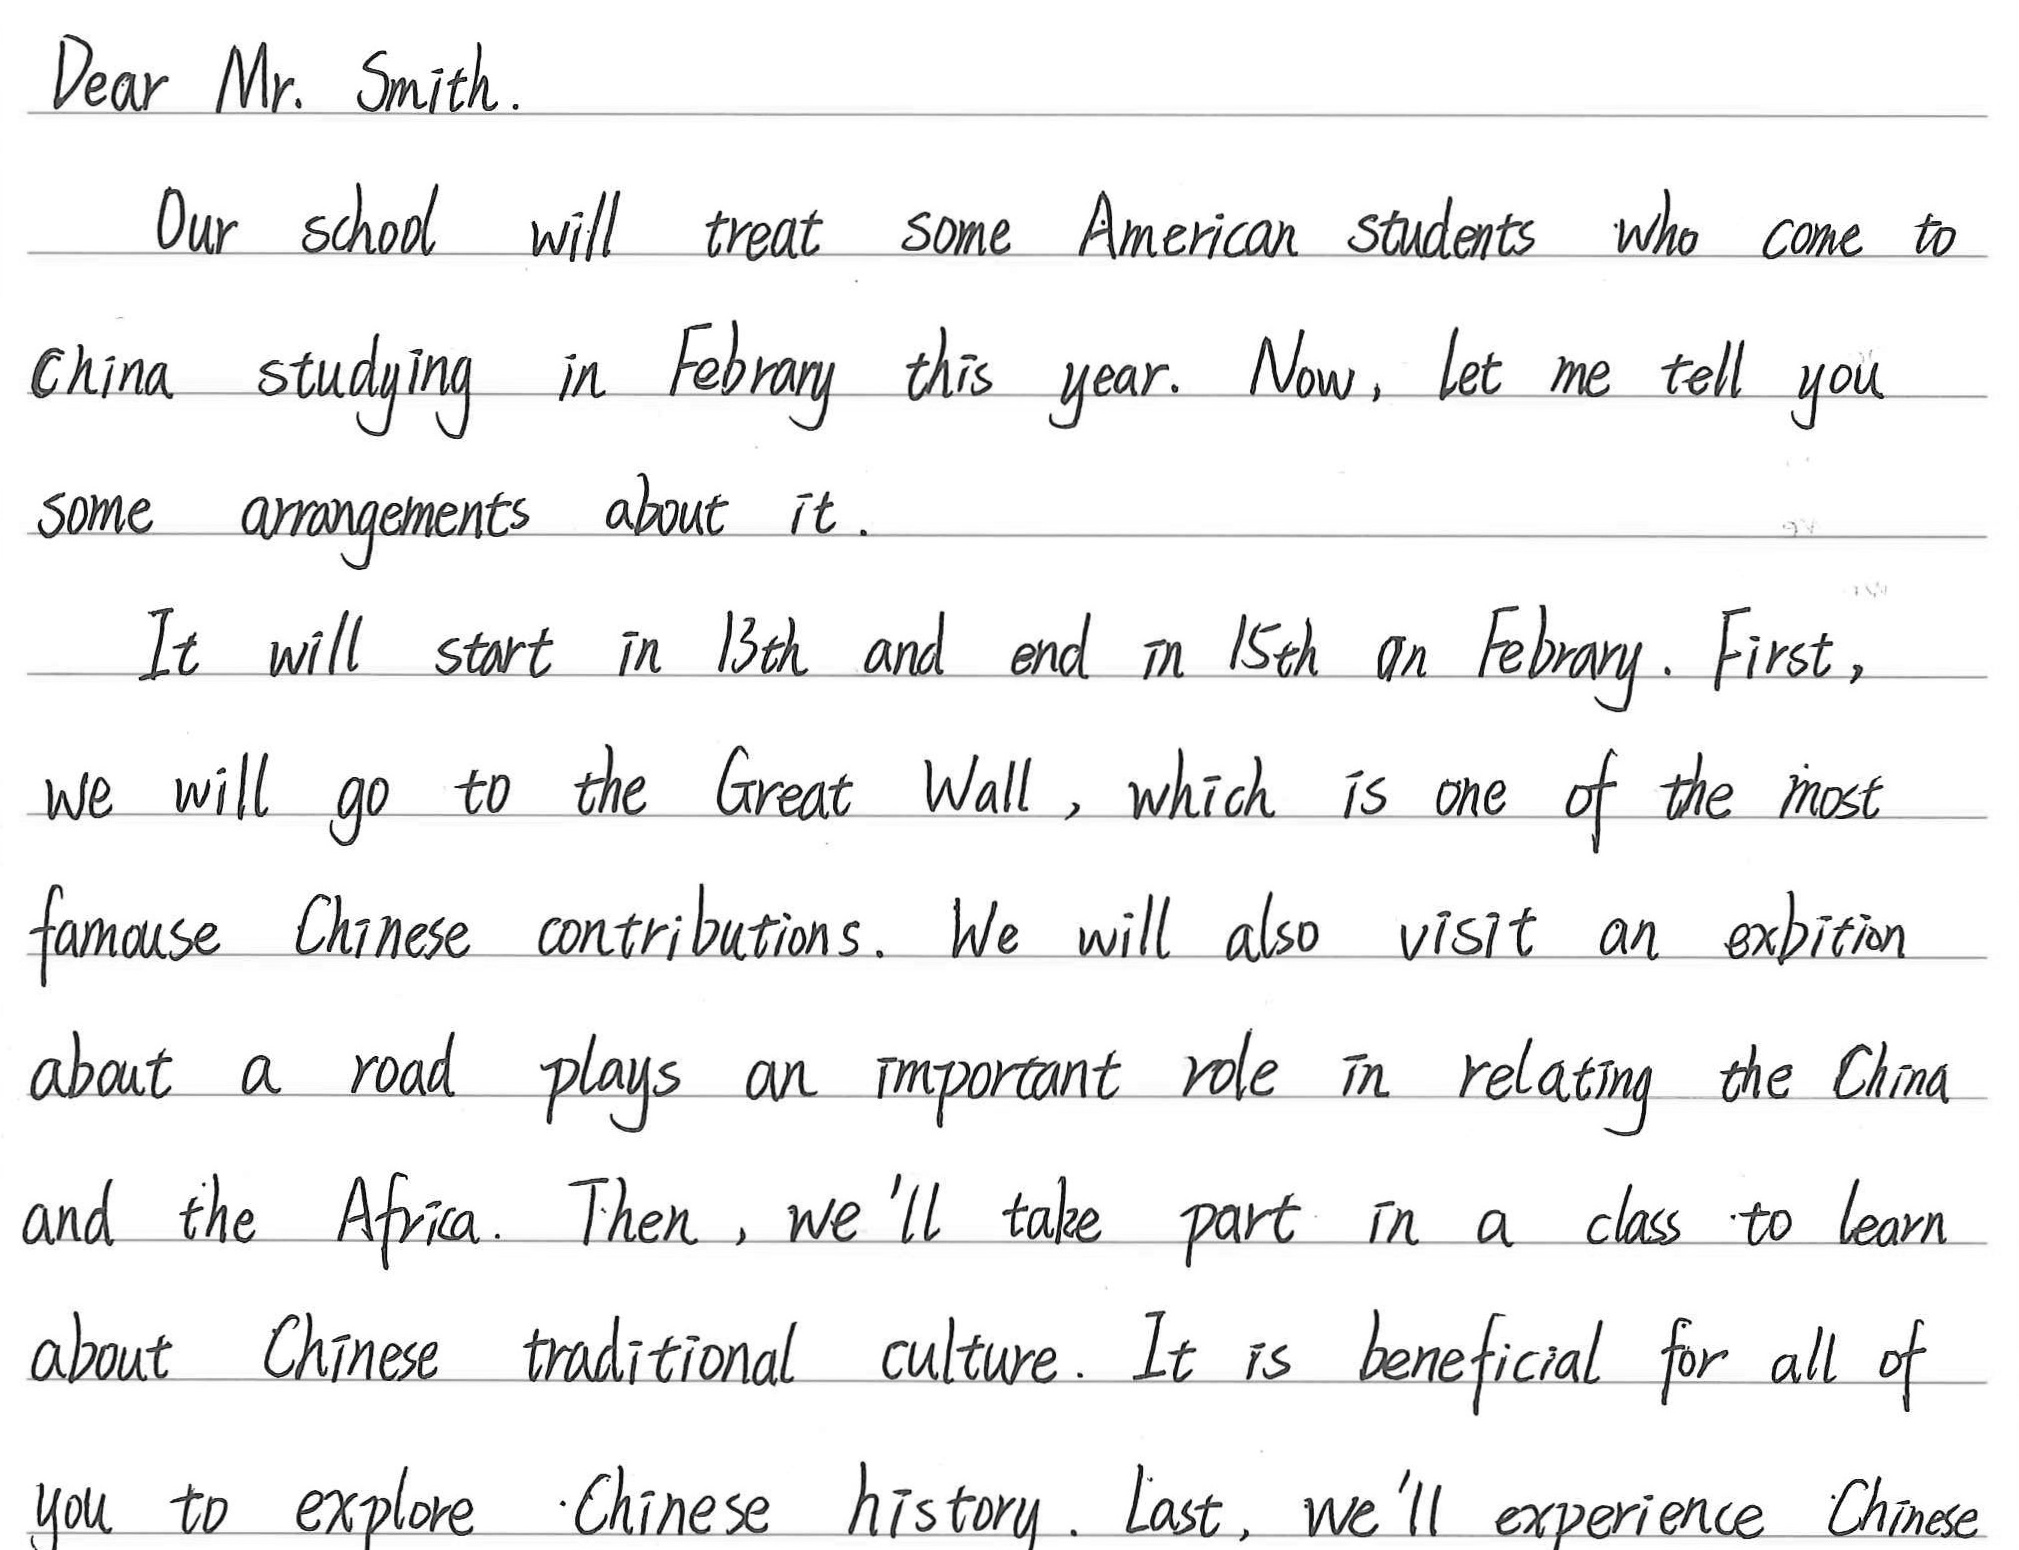 Dear Mr. Smith.
Our school will treat some American students who come to
China studying in Febrary this year. Now, let me tell you
some arrangements about it.
It will start in 13th and end in 15th on Febrary. First,
we will go to the Great Wall, which is one of the most
famouse Chinese contributions. We will also visit an exbition
about a road plays an important role in relating the China
and the Africa. Then, we'll take part in a class to learn
about Chinese traditional culture. It is beneficial for all of
you to explore Chinese history. Last, we'll experience Chinese